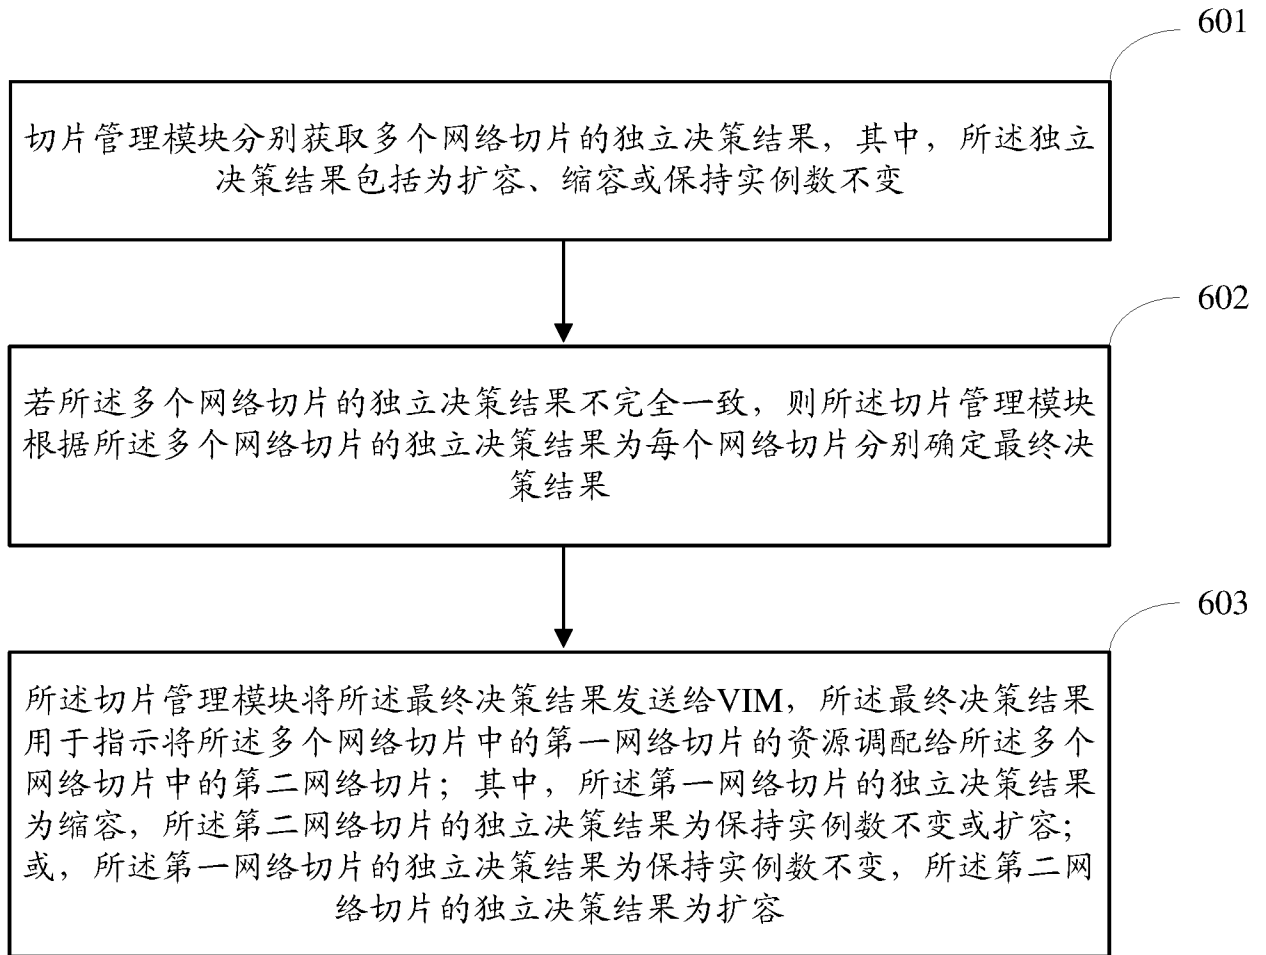 601
切片管理模块分别获取多个网络切片的独立决策结果，其中，所述独立
决策结果包括为扩容、缩容或保持实例数不变
602
若所述多个网络切片的独立决策结果不完全一致，则所述切片管理模块
根据所述多个网络切片的独立决策结果为每个网络切片分别确定最终决
策结果
603
所述切片管理模块将所述最终决策结果发送给VIM，所述最终决策结果
用于指示将所述多个网络切片中的第一网络切片的资源调配给所述多个
网络切片中的第二网络切片；其中，所述第一网络切片的独立决策结果
为缩容，所述第二网络切片的独立决策结果为保持实例数不变或扩容；
或，所述第一网络切片的独立决策结果为保持实例数不变，所述第二网
络切片的独立决策结果为扩容